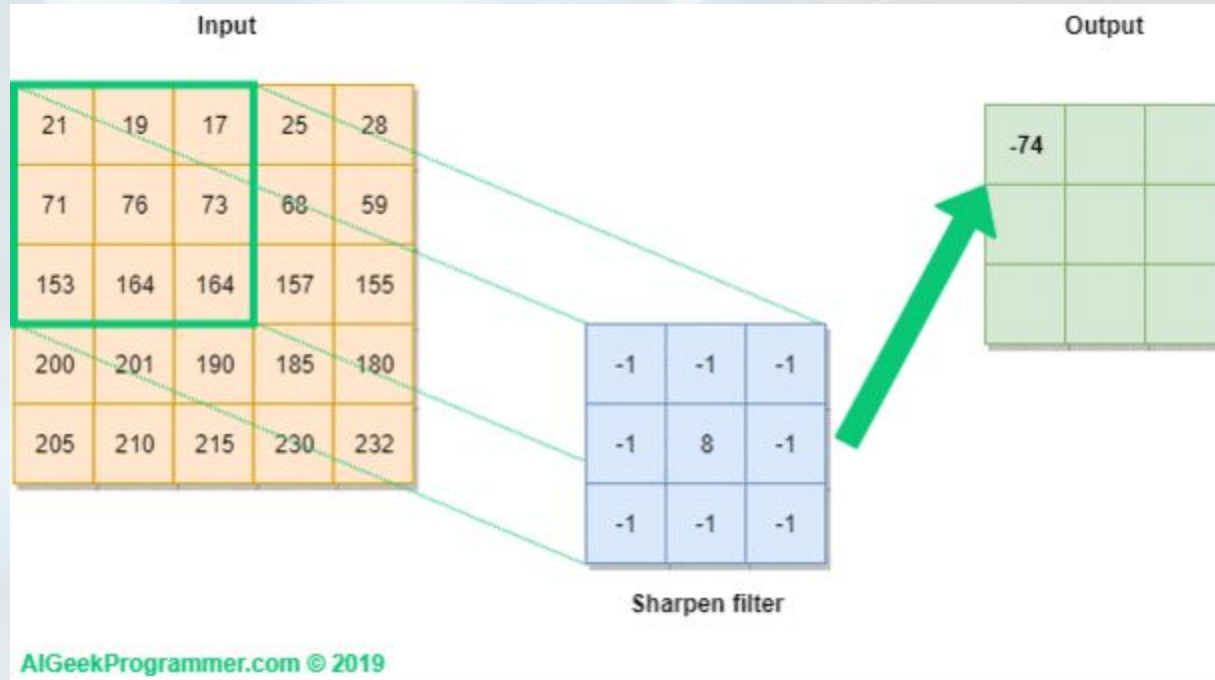 Input
Output
21 19 17 25 28
71 76 73 68 59
153 164 164 157 155
200 201 190 185 180
205 210 215 230 232
-74
-1 -1 -1
-1 8 -1
-1 -1 -1
Sharpen filter
AIGeekProgrammer.com © 2019